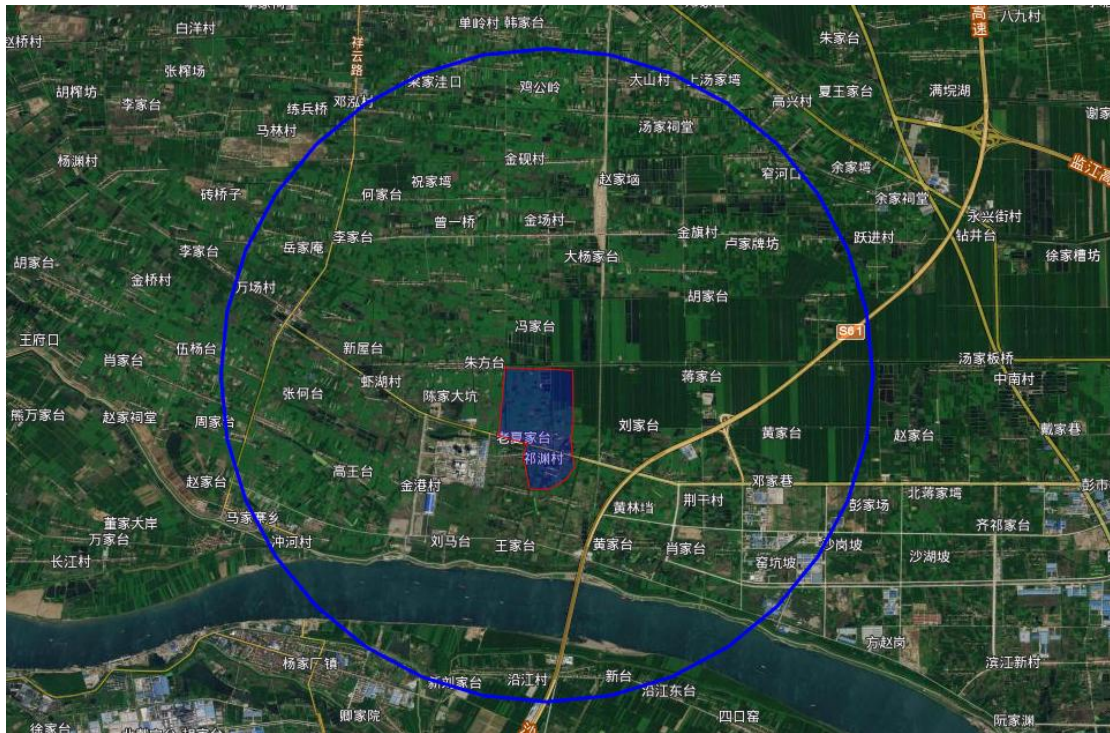 单岭村 韩家台
高速
八九村
白洋村
祥云路
朱家台
赵桥村
张榨场
梁家洼口
鸡公岭
大山村
上汤家塆
胡榨坊
李家台
练兵桥
邓泓村
高兴村
夏王家台
满垸湖
马林村
汤家祠堂
杨渊村
金砚村
赵家垴
窄河口
余家塆
监江高
砖桥子
何家台
祝家塆
余家祠堂
永兴街村
曾一桥
金场村
金旗村
卢家牌坊
跃进村
钻井台
李家台
岳家庵
李家台
大杨家台
徐家槽坊
胡家台
金桥村
万场村
胡家台
冯家台
S61
王府口
肖家台
伍杨台
新屋台
朱方台
汤家板桥
虾湖村
蒋家台
中南村
张何台
陈家大坑
熊万家台
赵家祠堂
周家台
刘家台
黄家台
赵家台
戴家巷
老夏家台
祁渊村
高王台
赵家台
金港村
邓家巷
北蒋家塆
彭市
荆干村
黄林垱
彭家场
董家大岸
马家寨乡
齐祁家台
万家台
冲河村
刘马台
王家台
黄家台
肖家台
沙岗坡
长江村
窑坑坡
沙湖坡
方赵岗
杨家厂镇
滨江新村
新刘家台
沿江村
新台
沿江东台
卿家院
四口窑
阮家渊
徐家台